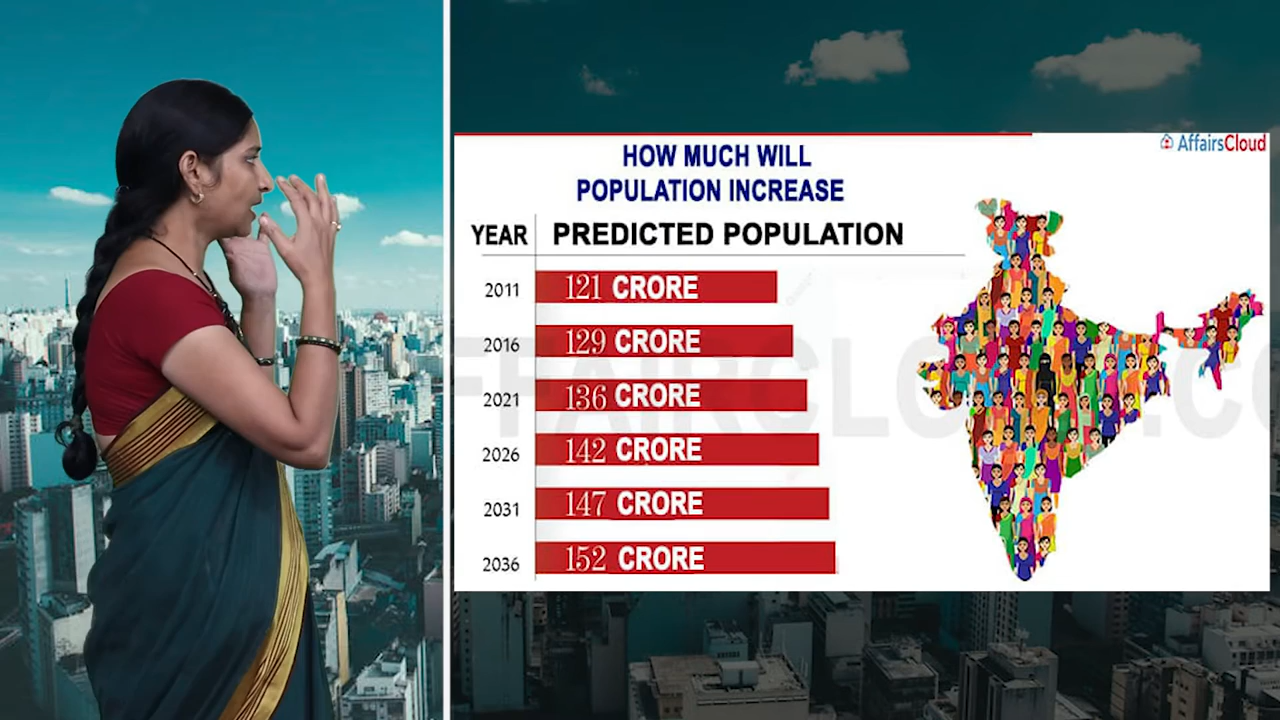 AffairsCloud
HOW MUCH WILL
POPULATION INCREASE
YEAR PREDICTED POPULATION
2011 121 CRORE
2016 129 CRORE
2021 136 CRORE
2026 142 CRORE
2031 147 CRORE
2036 152 CRORE